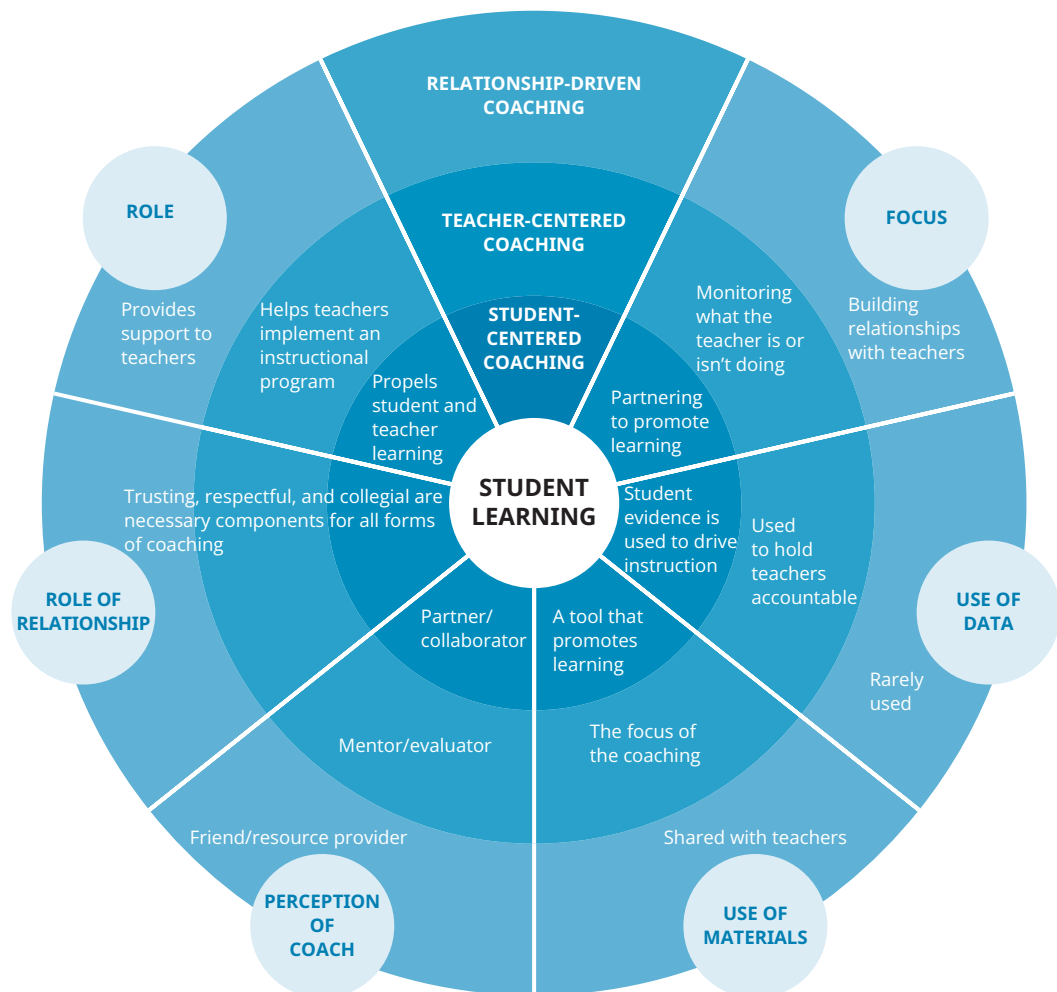 RELATIONSHIP-DRIVEN
COACHING
TEACHER-CENTERED
COACHING
STUDENT-
CENTERED
COACHING
STUDENT
LEARNING
ROLE
Provides
support to
teachers
Helps teachers
implement an
instructional
program
Propels
student and
teacher
learning
FOCUS
Partnering
to promote
learning
Monitoring
what the
teacher is or
isn’t doing
Building
relationships
with teachers
USE OF
DATA
Student
evidence is
used to drive
instruction
Used
to hold
teachers
accountable
Rarely
used
USE OF
MATERIALS
A tool that
promotes
learning
The focus of
the coaching
Shared with teachers
PERCEPTION
OF
COACH
Partner/
collaborator
Mentor/evaluator
Friend/resource provider
ROLE OF
RELATIONSHIP
Trusting, respectful, and collegial are
necessary components for all forms
of coaching